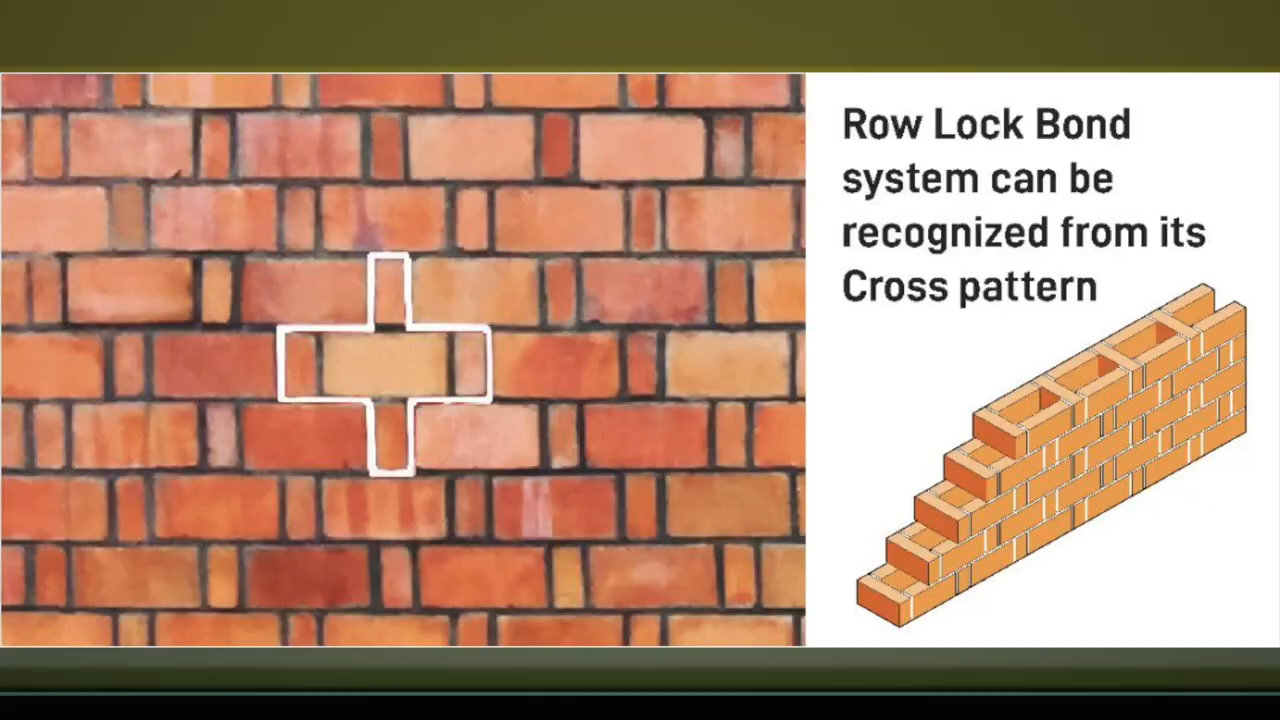 Row Lock Bond
system can be
recognized from its
Cross pattern